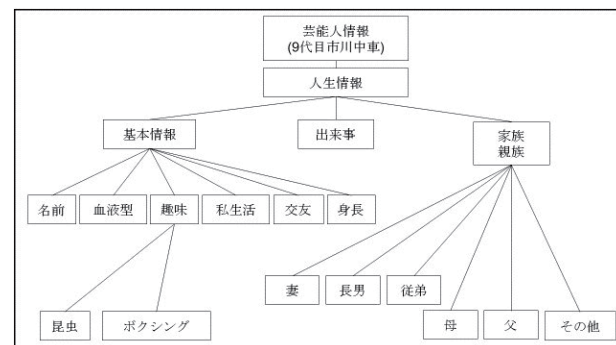 芸能人情報
(9代目市川中車)
人生情報
基本情報
出来事
家族
親族
名前
血液型
趣味
私生活
交友
身長
妻
長男
従弟
昆虫
ボクシング
母
父
その他